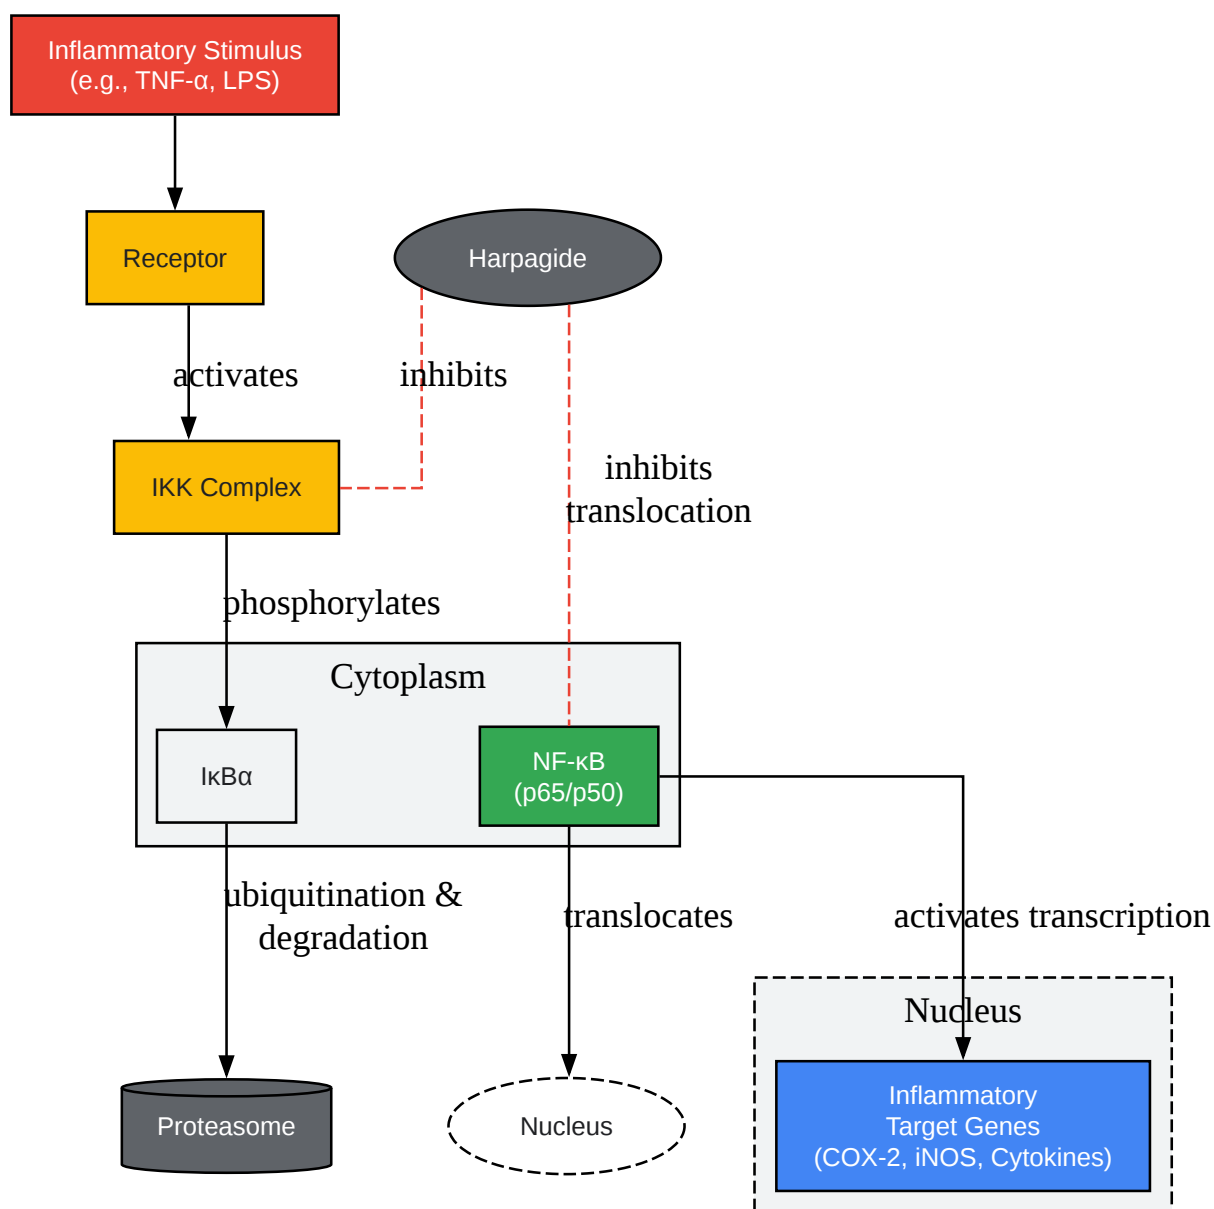 Inflammatory Stimulus
(e.g., TNF-α, LPS)
Receptor
Harpagide
activates
inhibits
IKK Complex
inhibits
translocation
phosphorylates
Cytoplasm
IκBα
NF-κB
(p65/p50)
ubiquitination &
degradation
translocates
activates transcription
Nucleus
Proteasome
Nucleus
Inflammatory
Target Genes
(COX-2, iNOS, Cytokines)